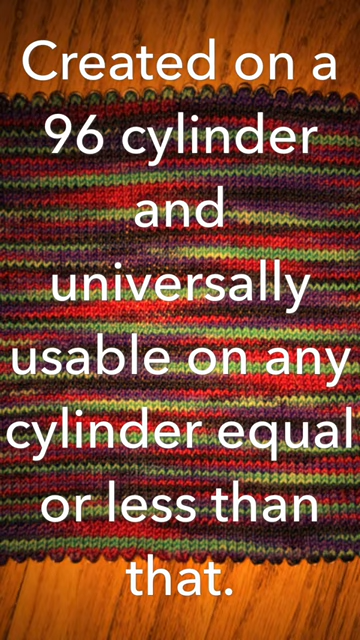 Created on a
96 cylinder
and
universally
usable on any
cylinder equal
or less than
that.